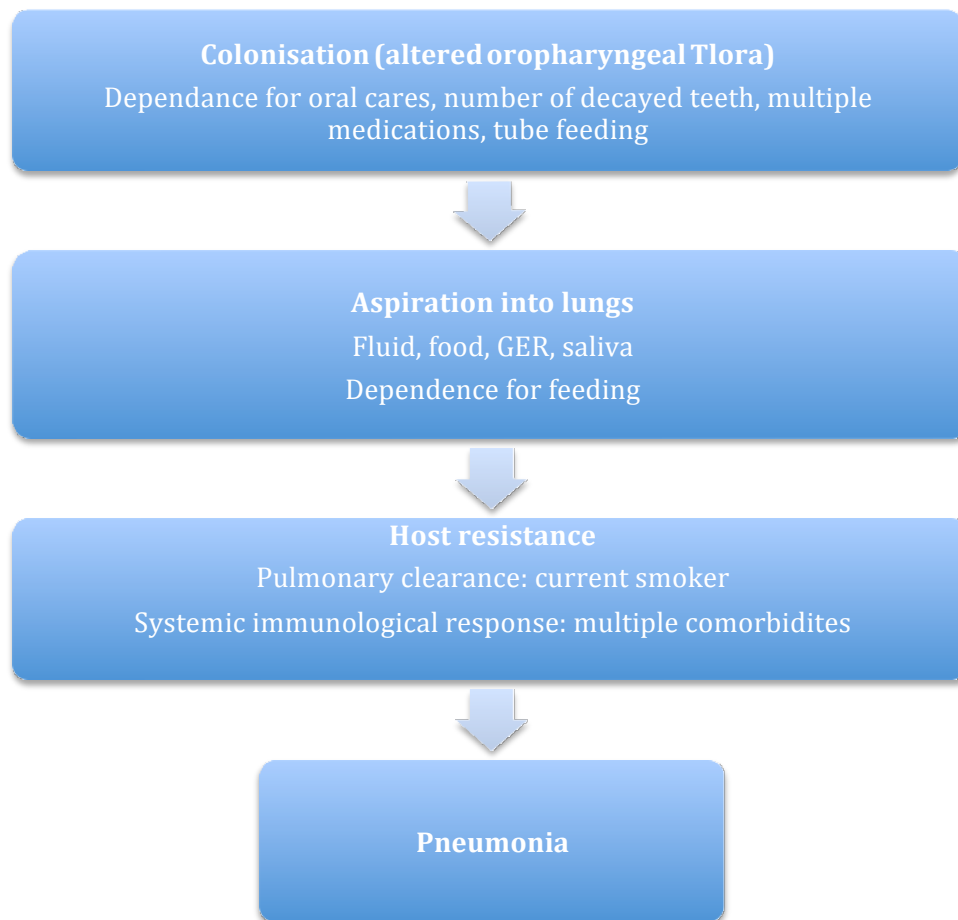 Colonisation (altered oropharyngeal Tlora)
Dependance for oral cares, number of decayed teeth, multiple
medications, tube feeding
Aspiration into lungs
Fluid, food, GER, saliva
Dependence for feeding
Host resistance
Pulmonary clearance: current smoker
Systemic immunological response: multiple comorbidites
Pneumonia